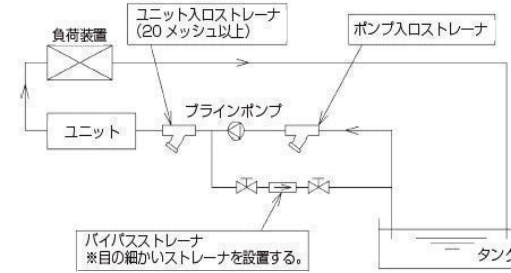 ユニット入口ストレーナ
(20メッシュ以上)
ポンプ入口ストレーナ
負荷装置
ブラインポンプ
ユニット
バイパスストレーナ
※目の細かいストレーナを設置する。
タンク